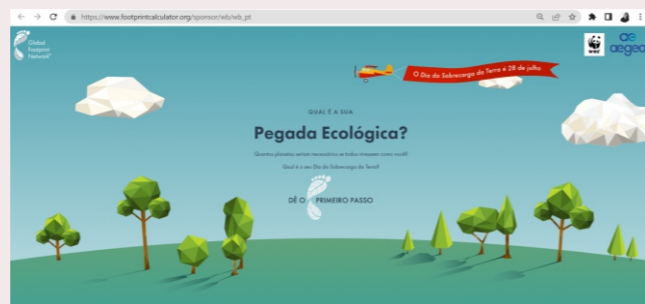 https://www.footprintcalculator.org/sponsor/wb/wb_pt
Global
Footprint
Network
WWF
ae
aegea
O Dia da Sobrecarga da Terra é 28 de julho
QUAL É A SUA
Pegada Ecológica?
Quantos planetas seriam necessários se todos vivessem como você?
Qual é o seu Dia da Sobrecarga da Terra?
DÊ O PRIMEIRO PASSO